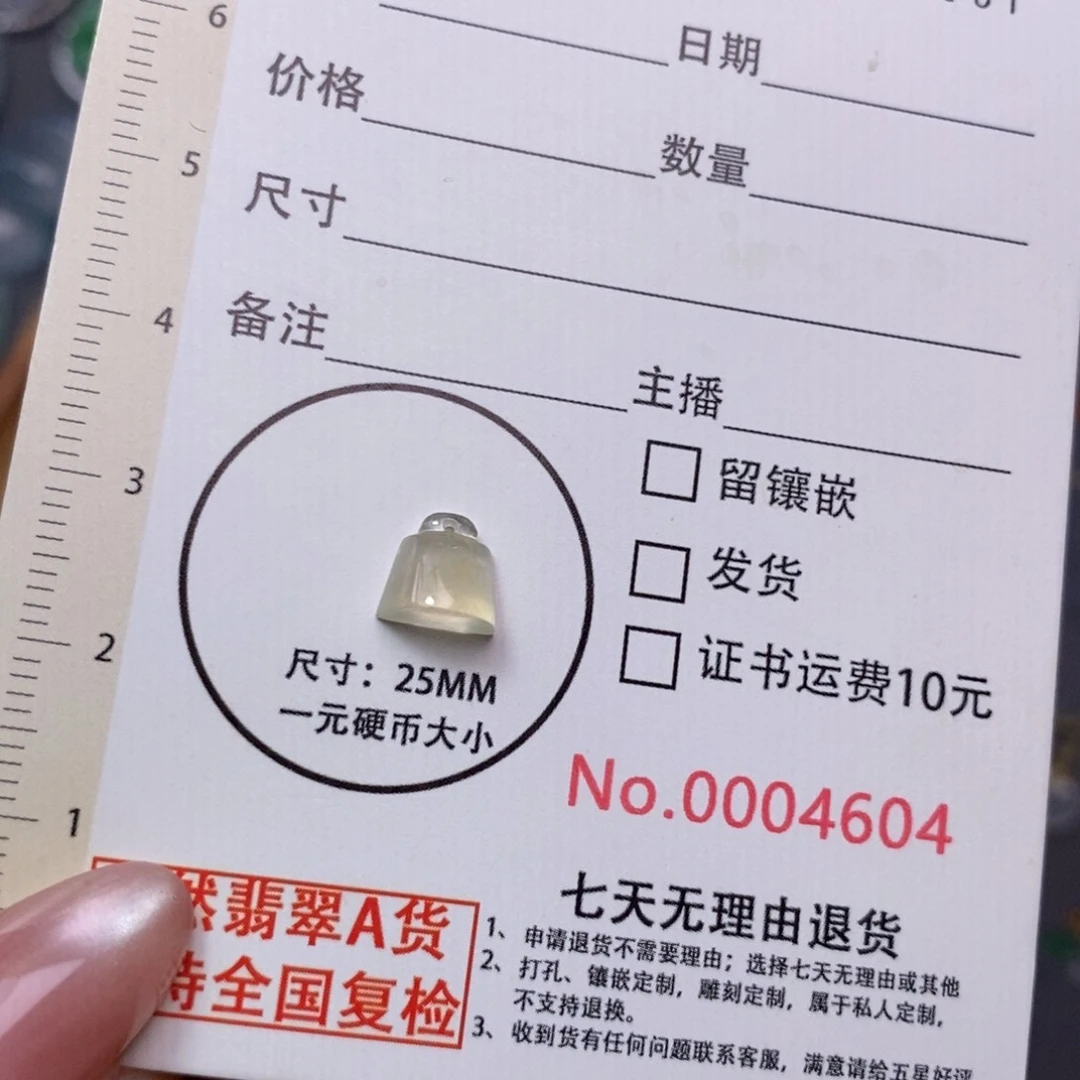 6
日期
价格
数量
5
尺寸
4
备注
主播
3
留镶嵌
发货
2
尺寸：25MM
证书运费10元
一元硬币大小
No.0004604
1
然翡翠A货
持全国复检
七天无理由退货
1、申请退货不需要理由；选择七天无理由或其他
2、打孔、镶嵌定制，雕刻定制，属于私人定制，
不支持退换。
3、收到货有任何问题联系客服，满意请给五星好评